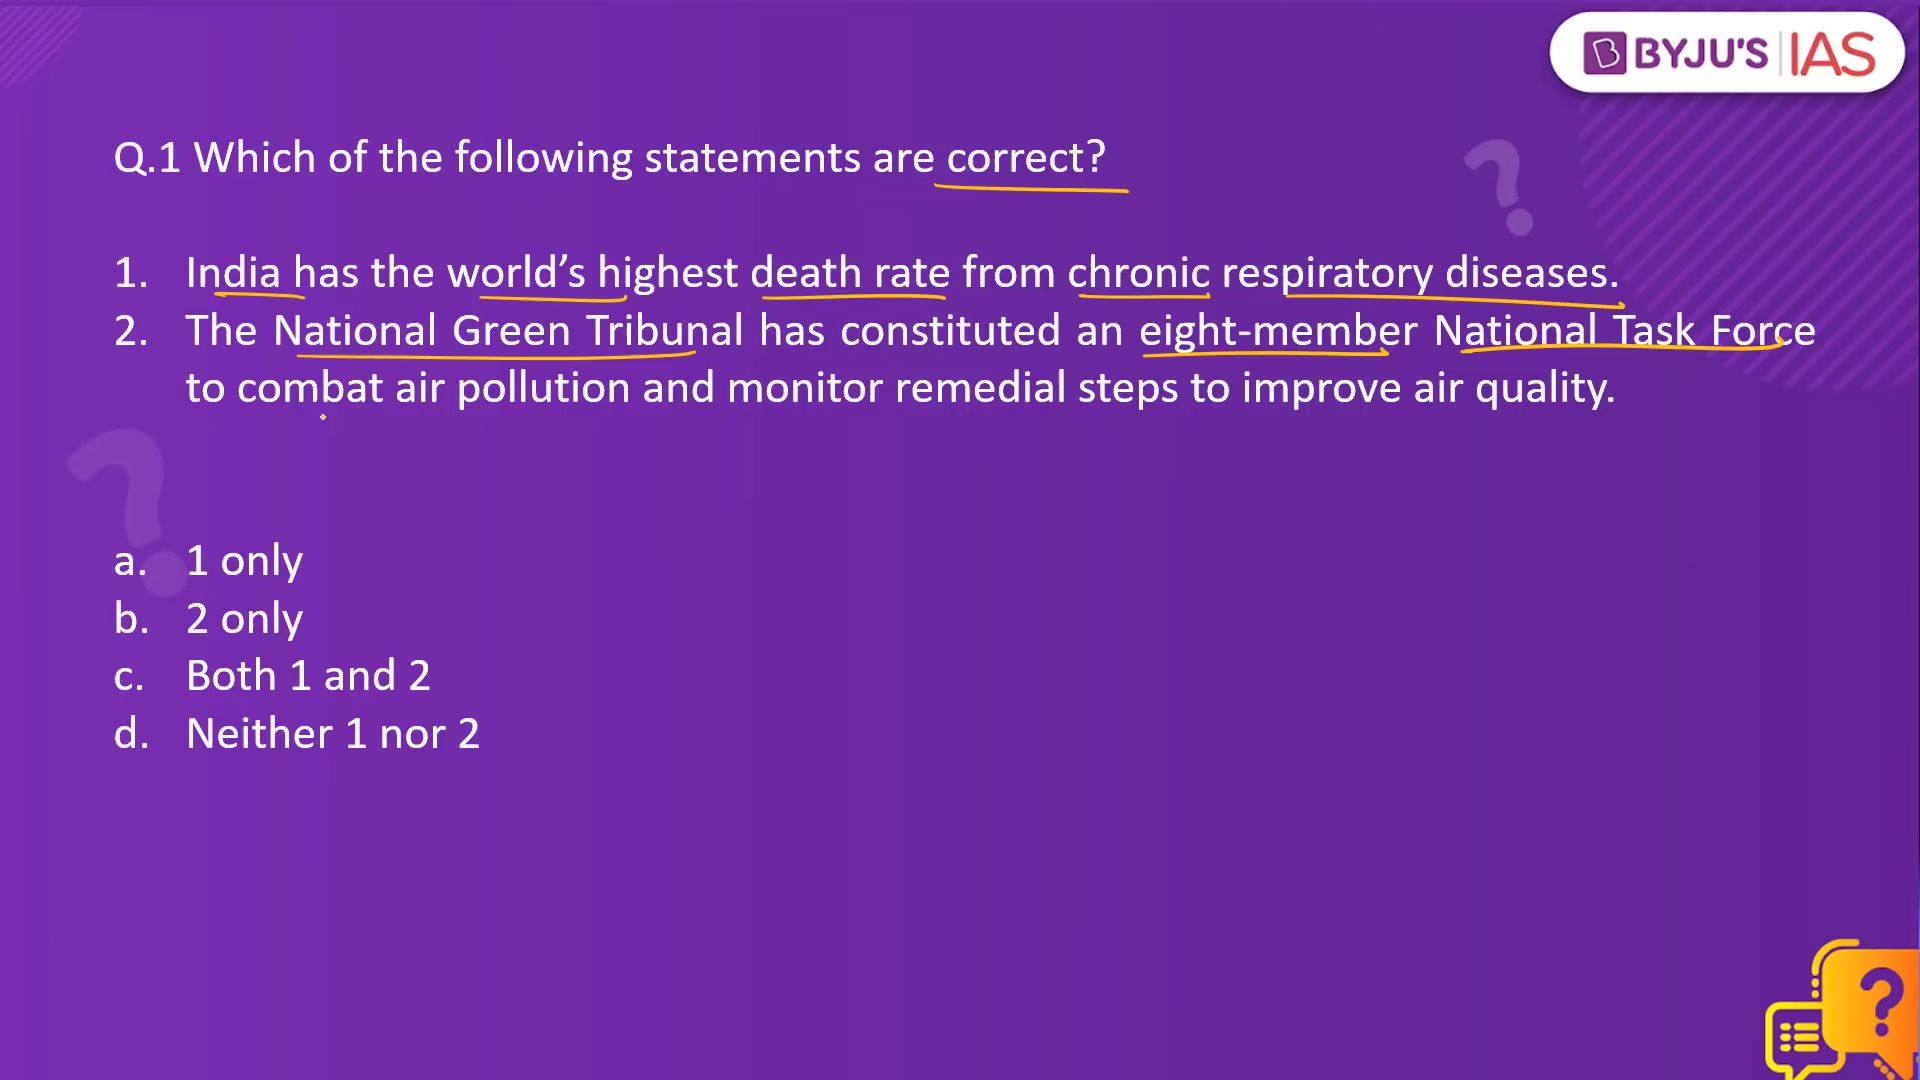 BYJU'S IAS
Q.1 Which of the following statements are correct?
1. India has the world’s highest death rate from chronic respiratory diseases.
2. The National Green Tribunal has constituted an eight-member National Task Force
to combat air pollution and monitor remedial steps to improve air quality.
a. 1 only
b. 2 only
c. Both 1 and 2
d. Neither 1 nor 2